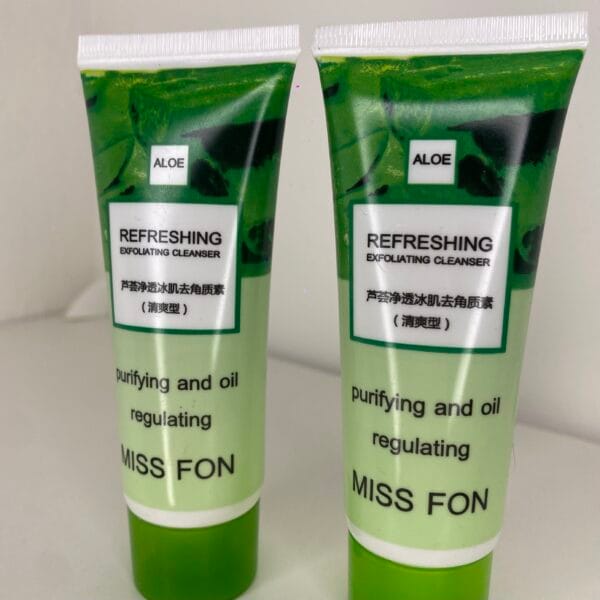 ALOE
REFRESHING
EXFOLIATING CLEANSER
芦荟净透冰肌去角质素
（清爽型）
purifying and oil
regulating
MISS FON
ALOE
REFRESHING
EXFOLIATING CLEANSER
芦荟净透冰肌去角质素
（清爽型）
purifying and oil
regulating
MISS FON